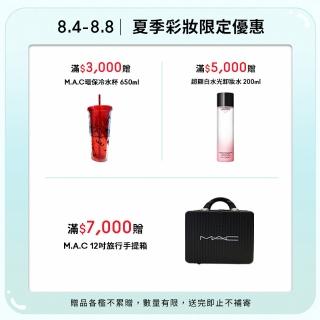 8.4-8.8｜夏季彩妝限定優惠
滿$3,000贈
M.A.C環保冷水杯 650ml
滿$5,000贈
超顯白水光卸妝水 200ml
滿$7,000贈
M.A.C 12吋旅行手提箱
MAC
贈品各檻不累贈，數量有限，送完即止不補寄